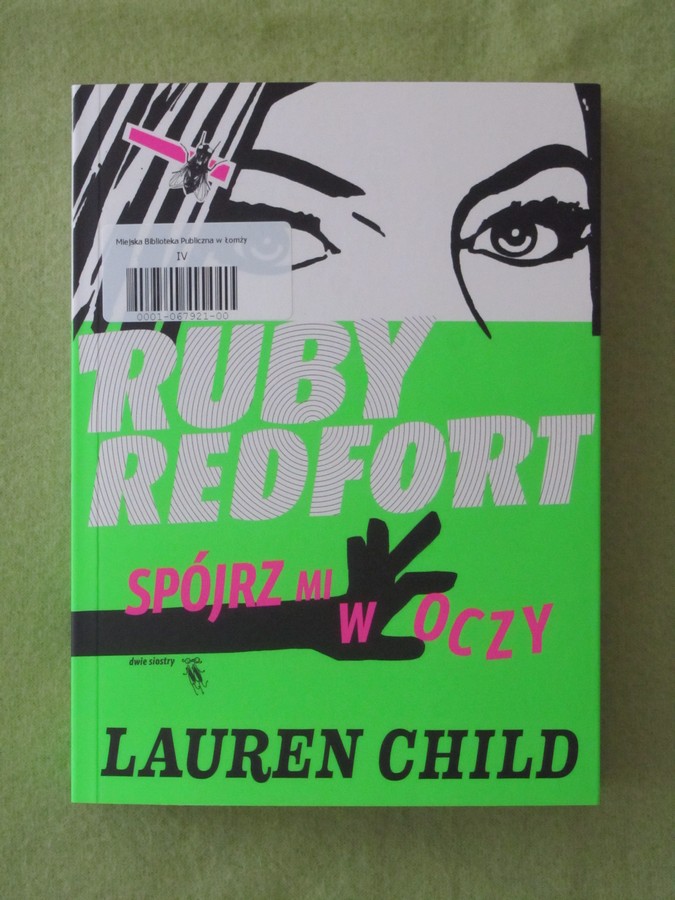 Miejska Biblioteka Publiczna w Łomży
IV
0001-067921-00
RUBY
REDFORT
SPÓJRZ MI
W OCZY
dwie siostry
LAUREN CHILD